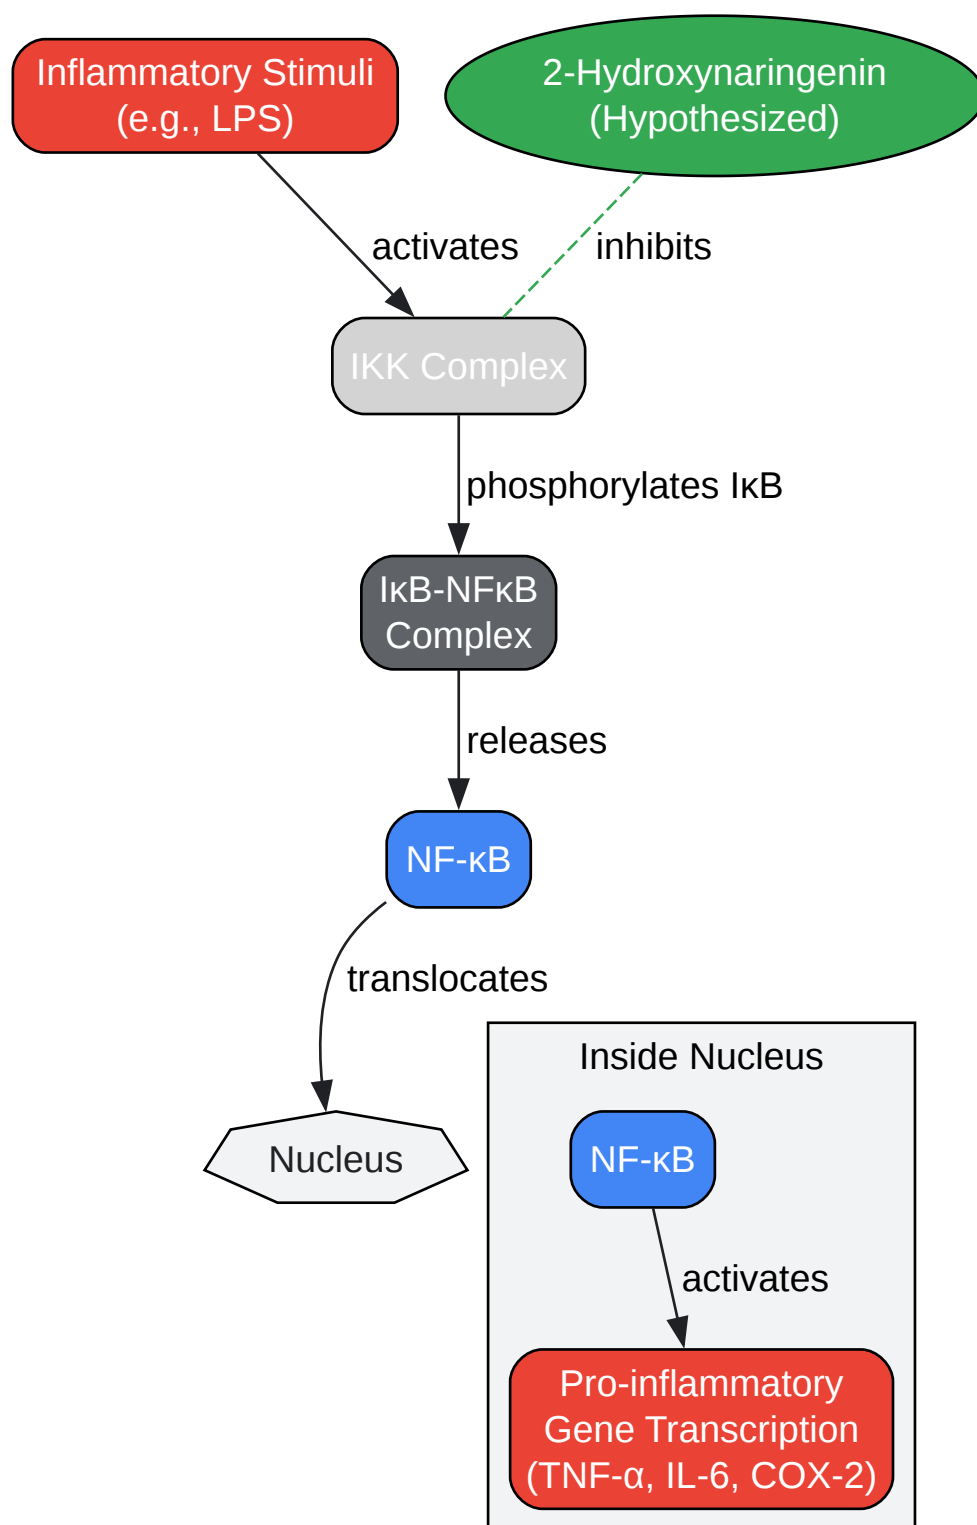 Inflammatory Stimuli
(e.g., LPS)
2-Hydroxynaringenin
(Hypothesized)
activates
inhibits
IKK Complex
phosphorylates IκB
IκB-NFκB
Complex
releases
NF-κB
translocates
Nucleus
Inside Nucleus
NF-κB
activates
Pro-inflammatory
Gene Transcription
(TNF-α, IL-6, COX-2)